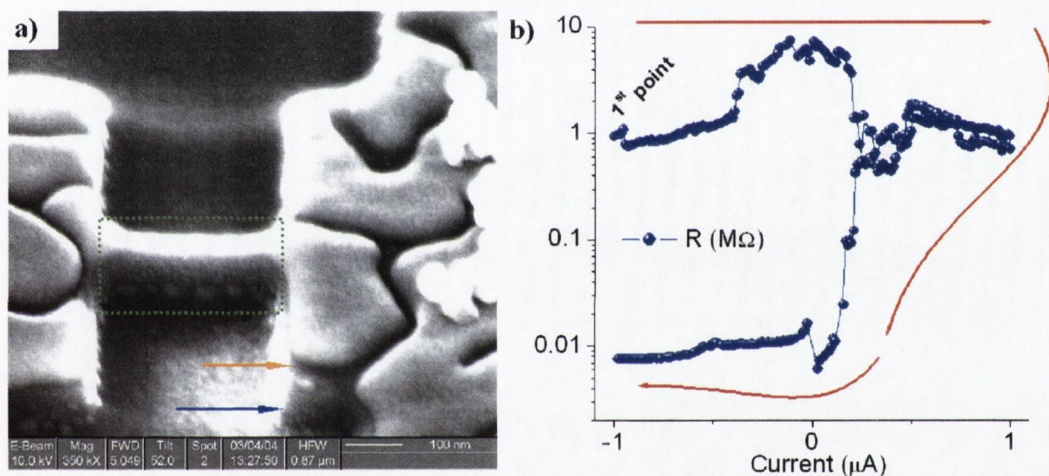 a)
E-Beam Mag FWD Tilt Spot 03/04/04 HFW
10.0 kV 350 kX 5.049 52.0° 2 13:27:50 0.87 µm 100 nm
b)
10
1
0.1
0.01
1st point
R (MΩ)
-1 0 1
Current (µA)